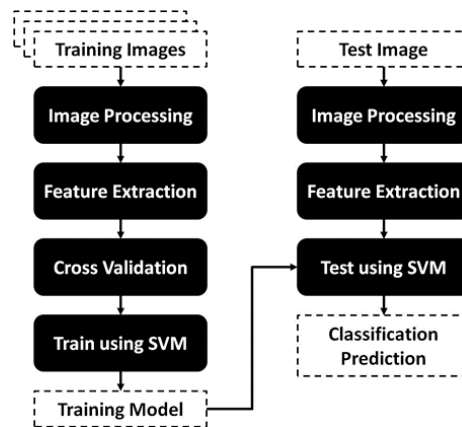 Training Images
Image Processing
Feature Extraction
Cross Validation
Train using SVM
Training Model
Test Image
Image Processing
Feature Extraction
Test using SVM
Classification
Prediction